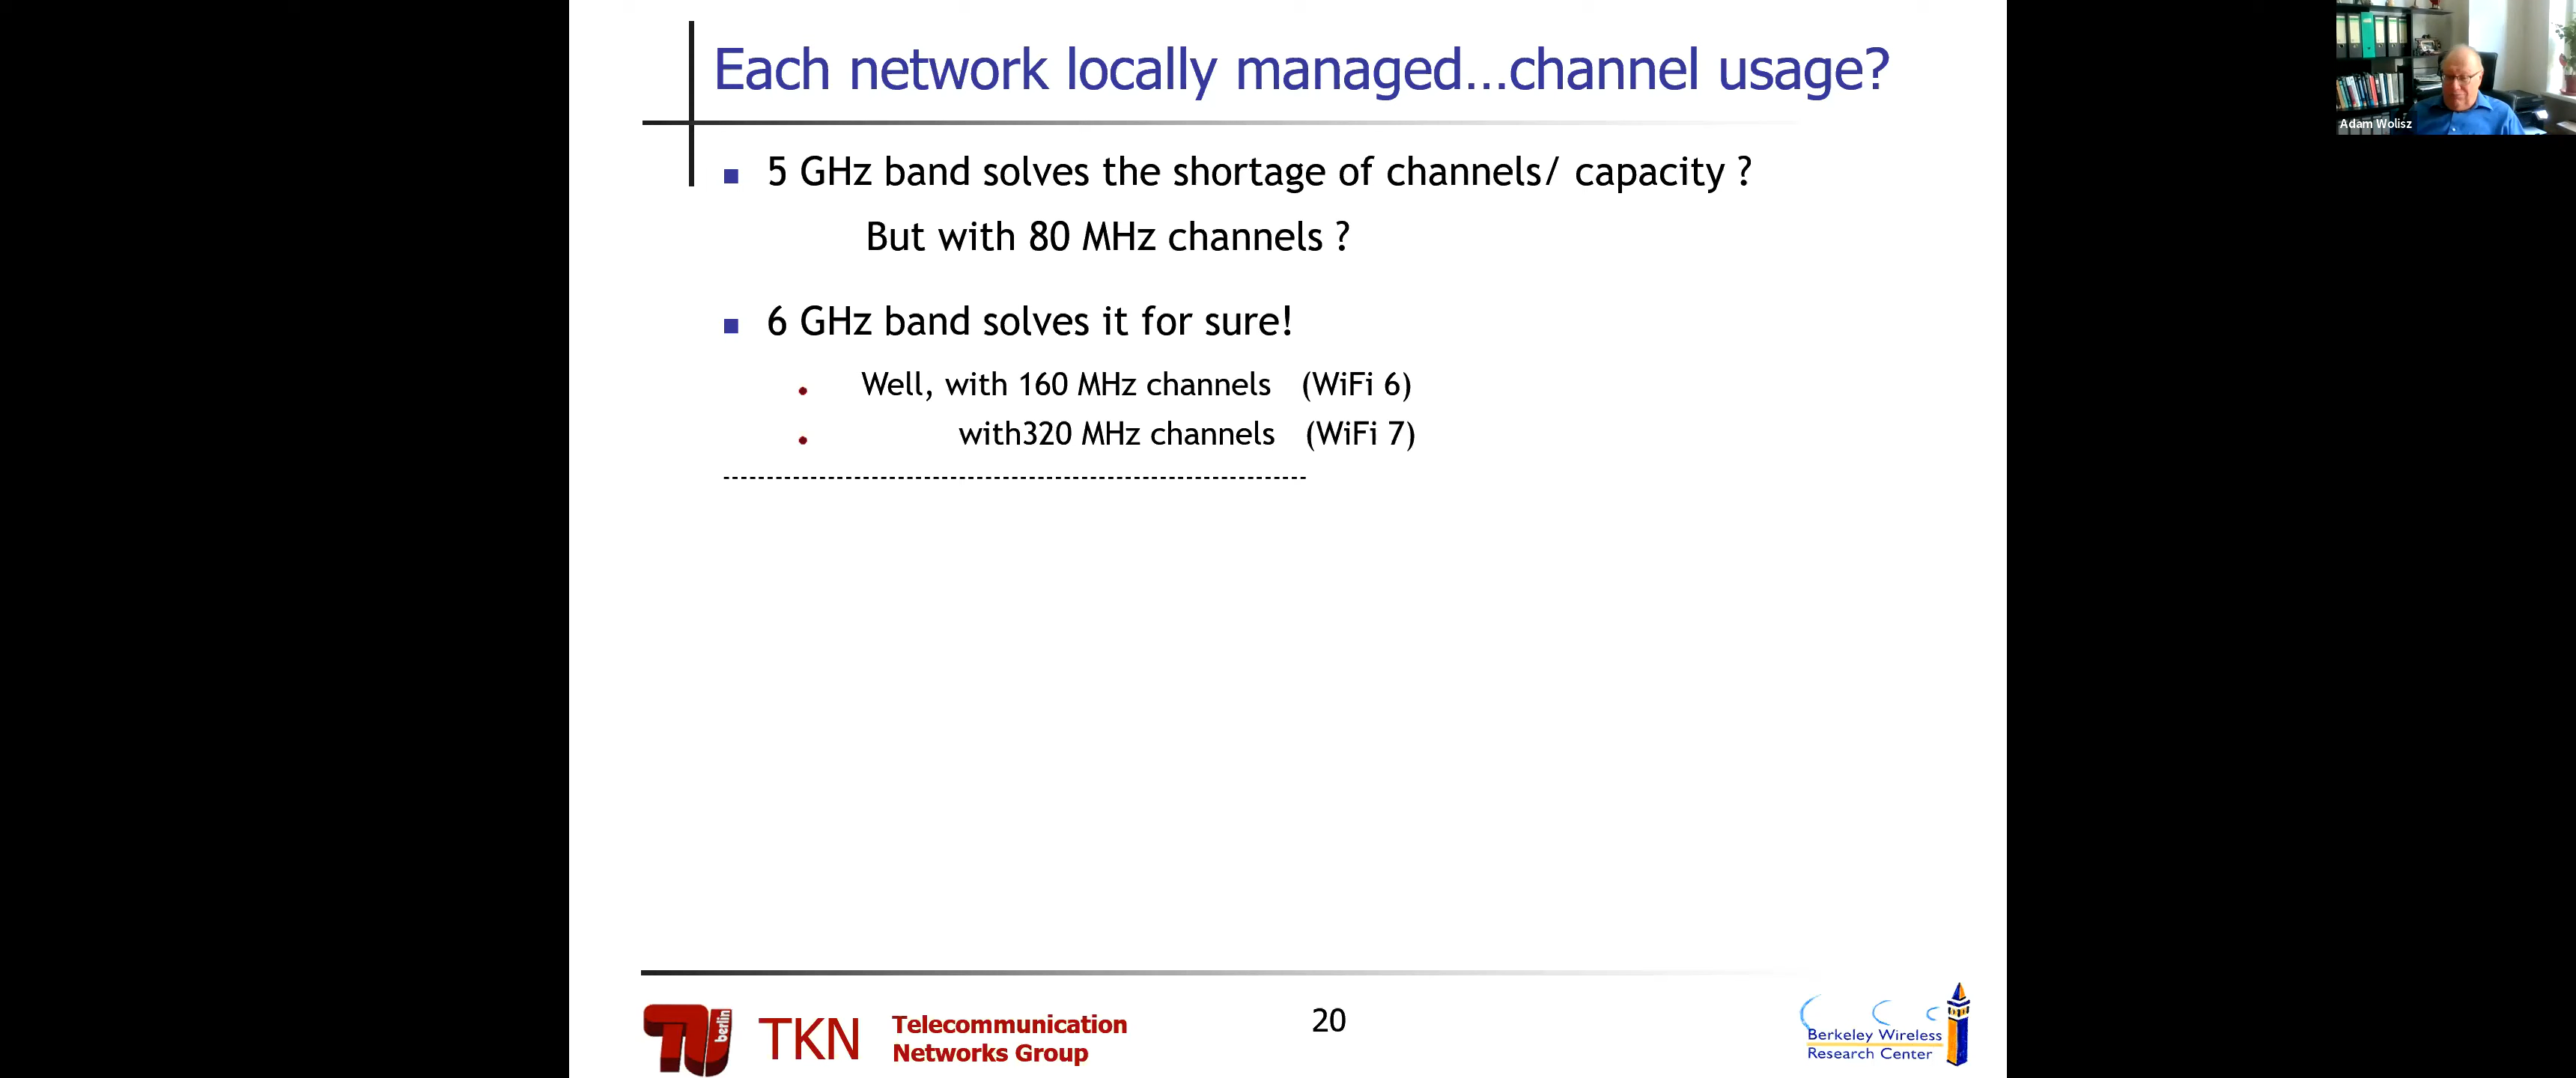 Each network locally managed...channel usage?
Adam Wolisz
5 GHz band solves the shortage of channels/ capacity ?
But with 80 MHz channels ?
6 GHz band solves it for sure!
Well, with 160 MHz channels (WiFi 6)
with320 MHz channels (WiFi 7)
-------------------------------------------------------------------
berlin
TKN
Telecommunication
Networks Group
20
Berkeley Wireless
Research Center